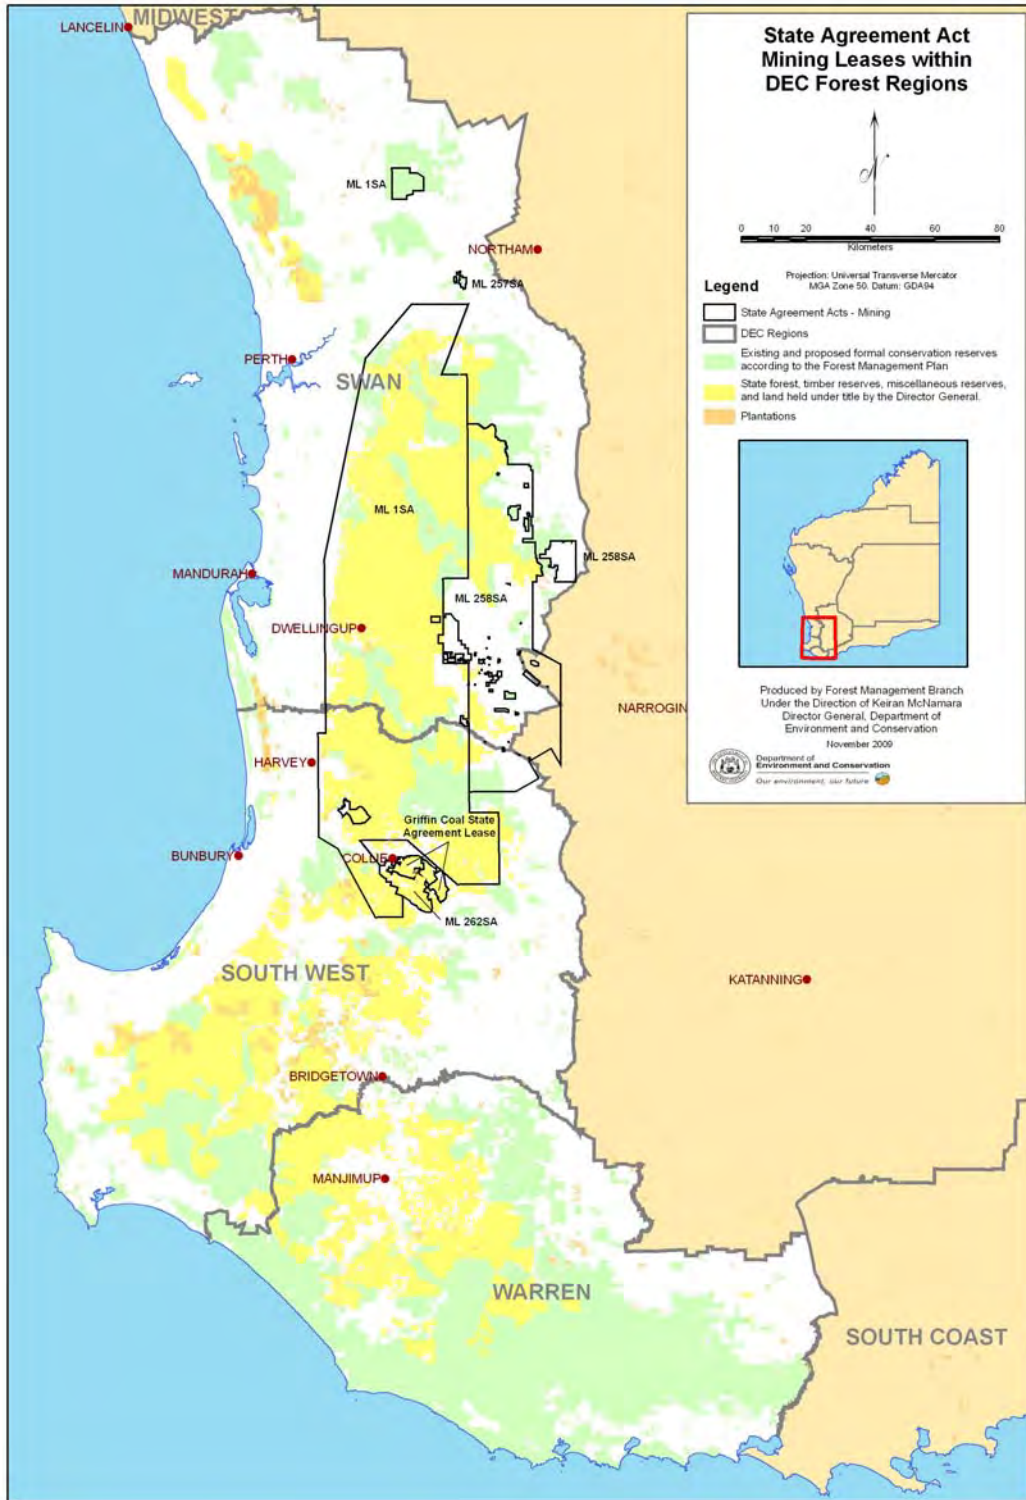 MIDWEST
LANCELIN
State Agreement Act
Mining Leases within
DEC Forest Regions
N
0 20 40 60 80
Kilometers
Projection: Universal Transverse Mercator
MGA Zone 50. Datum: GDA94
Legend
State Agreement Acts - Mining
DEC Regions
Existing and proposed formal conservation reserves
according to the Forest Management Plan
State forest, timber reserves, miscellaneous reserves,
and land held under title by the Director General.
Plantations
Produced by Forest Management Branch
Under the Direction of Keiran McNamara
Director General, Department of
Environment and Conservation
November 2009
Department of
Environment and Conservation
Our environment, our future
ML 1SA
NORTHAM
ML 257SA
PERTH
SWAN
ML 1SA
ML 258SA
MANDURAH
ML 258SA
DWELLINGUP
NARROGIN
HARVEY
Griffin Coal State
Agreement Lease
BUNBURY
COLLIE
ML 262SA
SOUTH WEST
KATANNING
BRIDGETOWN
MANJIMUP
WARREN
SOUTH COAST